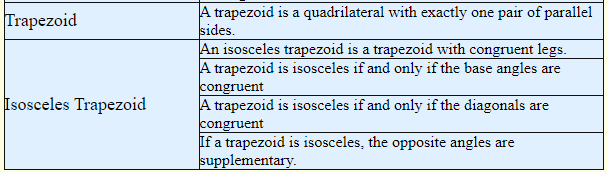 Trapezoid
A trapezoid is a quadrilateral with exactly one pair of parallel
sides.
Isosceles Trapezoid
An isosceles trapezoid is a trapezoid with congruent legs.
A trapezoid is isosceles if and only if the base angles are
congruent
A trapezoid is isosceles if and only if the diagonals are
congruent
If a trapezoid is isosceles, the opposite angles are
supplementary.